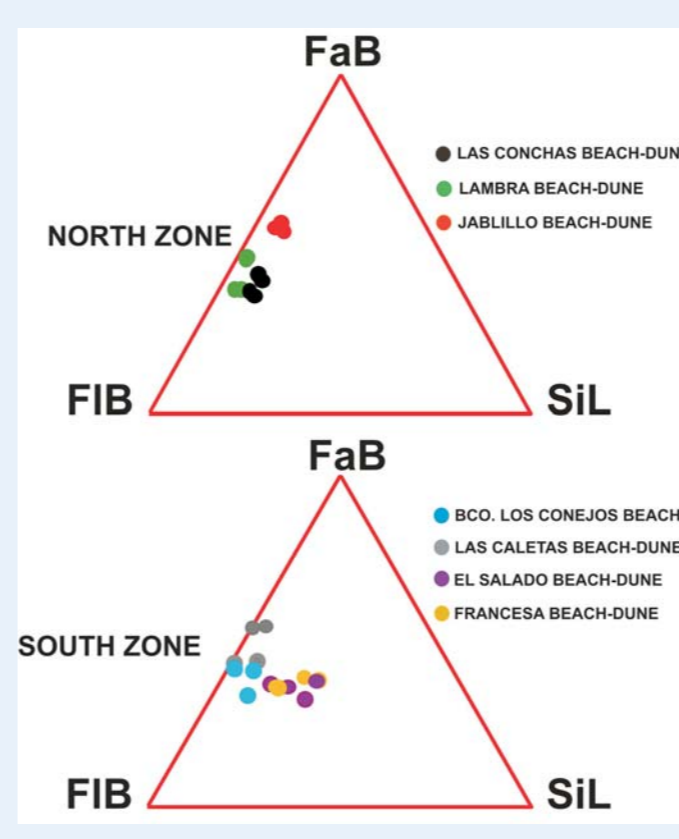 FaB
LAS CONCHAS BEACH-DUN
LAMBRA BEACH-DUNE
JABLILLO BEACH-DUNE
NORTH ZONE
FIB
SiL
FaB
BCO. LOS CONEJOS BEACH
LAS CALETAS BEACH-DUNE
EL SALADO BEACH-DUNE
FRANCESA BEACH-DUNE
SOUTH ZONE
FIB
SiL